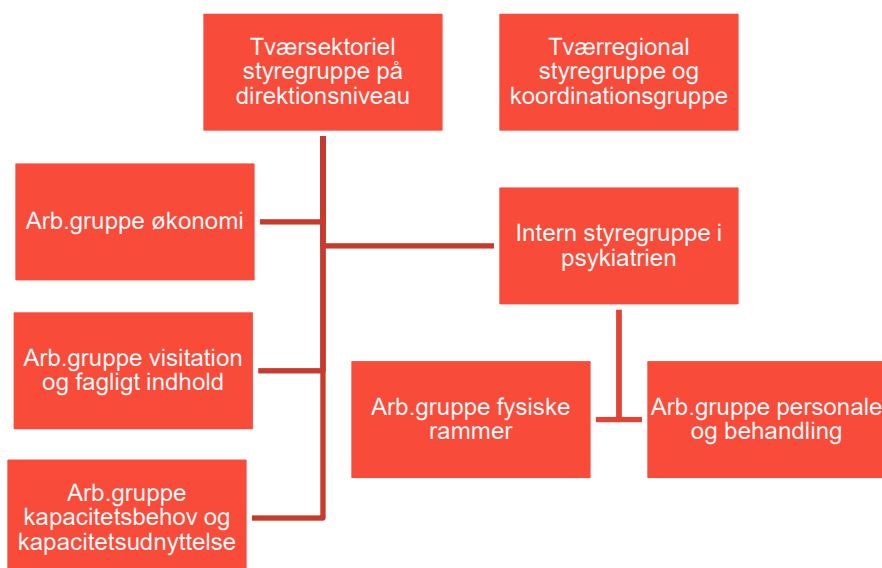 Tværsektoriel
styregruppe på
direktionsniveau
Tværregional
styregruppe og
koordinationsgruppe
Arb.gruppe økonomi
Intern styregruppe i
psykiatrien
Arb.gruppe visitation
og fagligt indhold
Arb.gruppe fysiske
rammer
Arb.gruppe personale
og behandling
Arb.gruppe
kapacitetsbehov og
kapacitetsudnyttelse